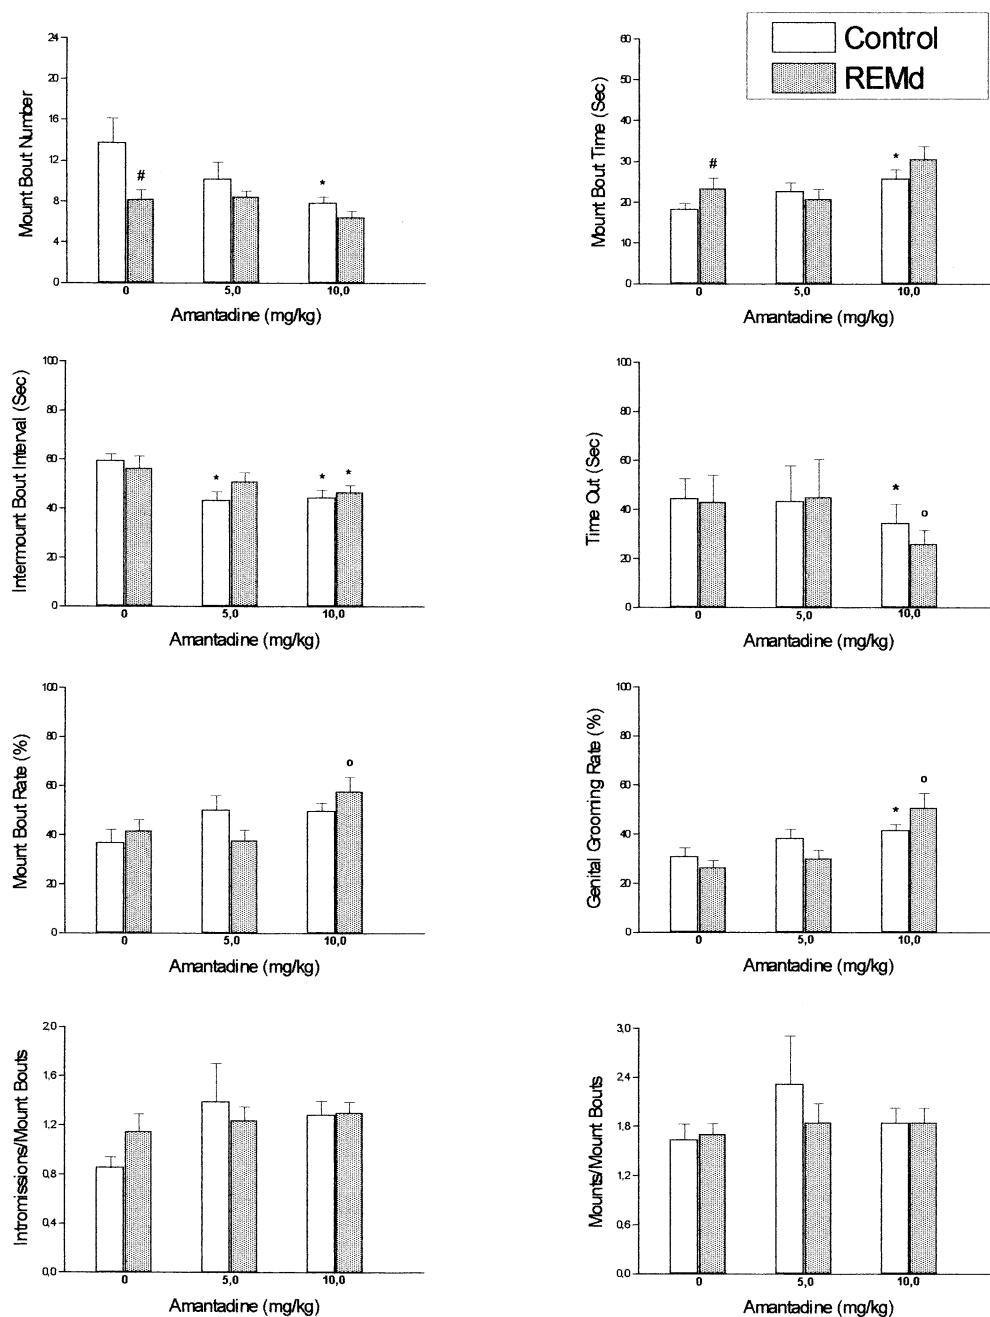 Control
REMd
Mount Bout Number
24
20
16
12
8
4
0
0 5,0 10,0
Amantadine (mg/kg)
#
*
Mount Bout Time (Sec)
60
50
40
30
20
10
0
0 5,0 10,0
Amantadine (mg/kg)
#
*
Intermount Bout Interval (Sec)
100
80
60
40
20
0
0 5,0 10,0
Amantadine (mg/kg)
* * *
Time Out (Sec)
100
80
60
40
20
0
0 5,0 10,0
Amantadine (mg/kg)
*
o
Mount Bout Rate (%)
100
80
60
40
20
0
0 5,0 10,0
Amantadine (mg/kg)
o
Genital Grooming Rate (%)
100
80
60
40
20
0
0 5,0 10,0
Amantadine (mg/kg)
o
*
Intromissions/Mount Bouts
2,0
1,6
1,2
0,8
0,4
0,0
0 5,0 10,0
Amantadine (mg/kg)
Mounts/Mount Bouts
3,0
2,4
1,8
1,2
0,6
0,0
0 5,0 10,0
Amantadine (mg/kg)